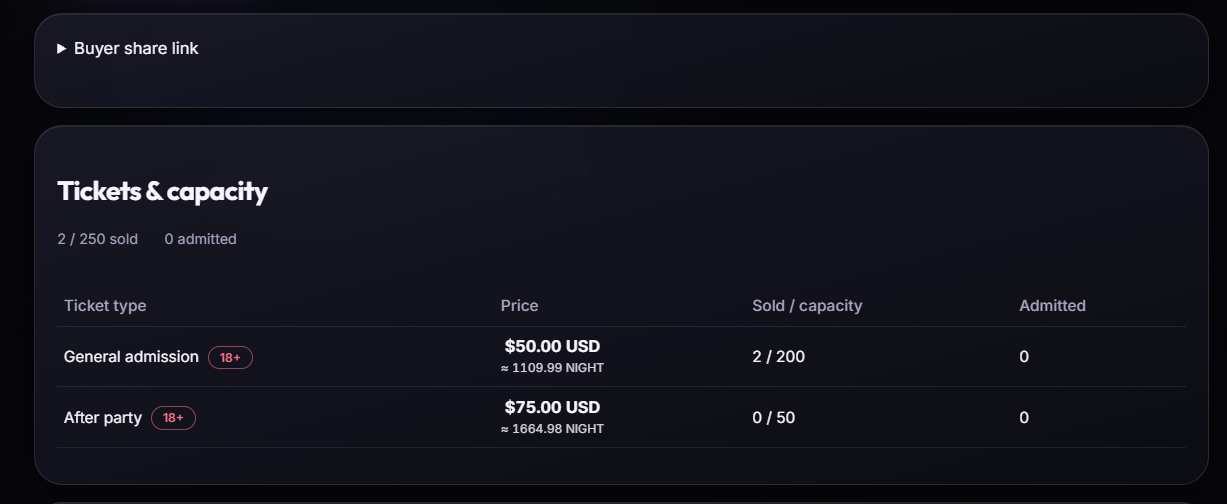 ▶ Buyer share link
Tickets & capacity
2 / 250 sold 0 admitted
Ticket type Price Sold / capacity Admitted
General admission 18+ $50.00 USD 2 / 200 0
≈ 1109.99 NIGHT
After party 18+ $75.00 USD 0 / 50 0
≈ 1664.98 NIGHT